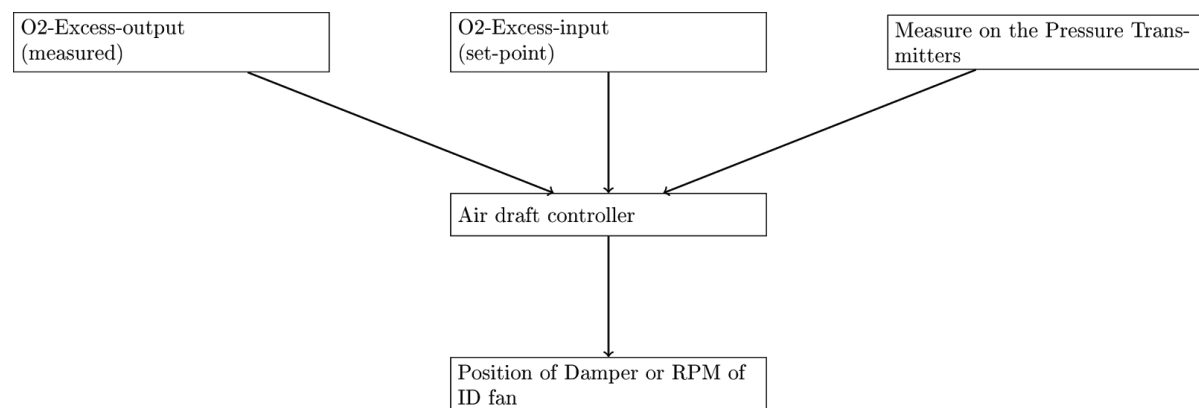 O2-Excess-output
(measured)
O2-Excess-input
(set-point)
Measure on the Pressure Trans-
mitters
Air draft controller
Position of Damper or RPM of
ID fan